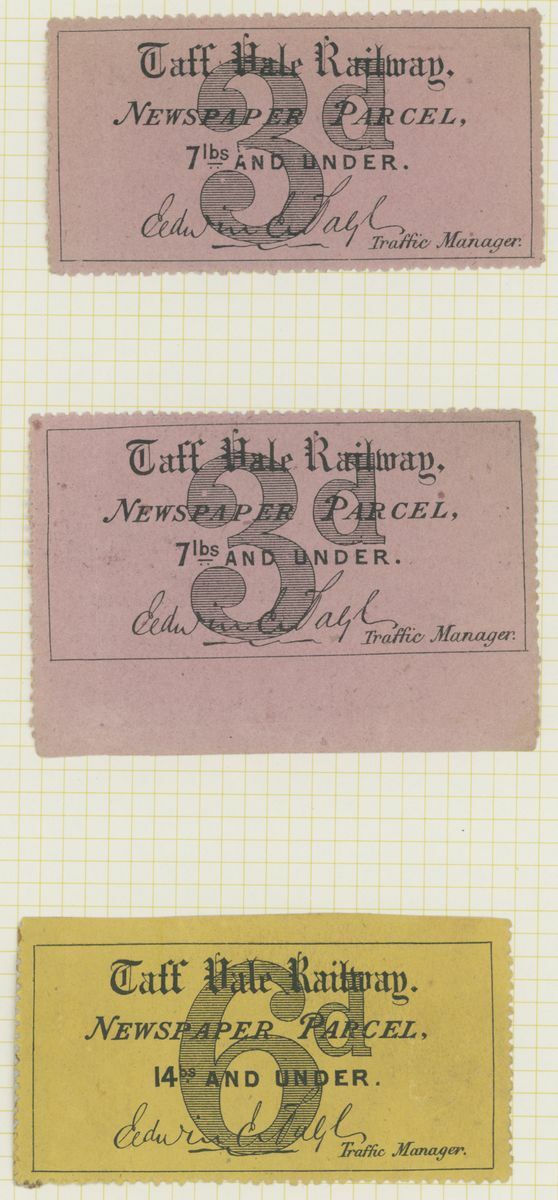 Taff Vale Railway.
3d
NEWSPAPER PARCEL,
7lbs AND UNDER.
Traffic Manager.
Taff Vale Railway.
3d
NEWSPAPER PARCEL,
7lbs AND UNDER.
Traffic Manager.
Taff Vale Railway.
6d
NEWSPAPER PARCEL,
14bs AND UNDER.
Traffic Manager.